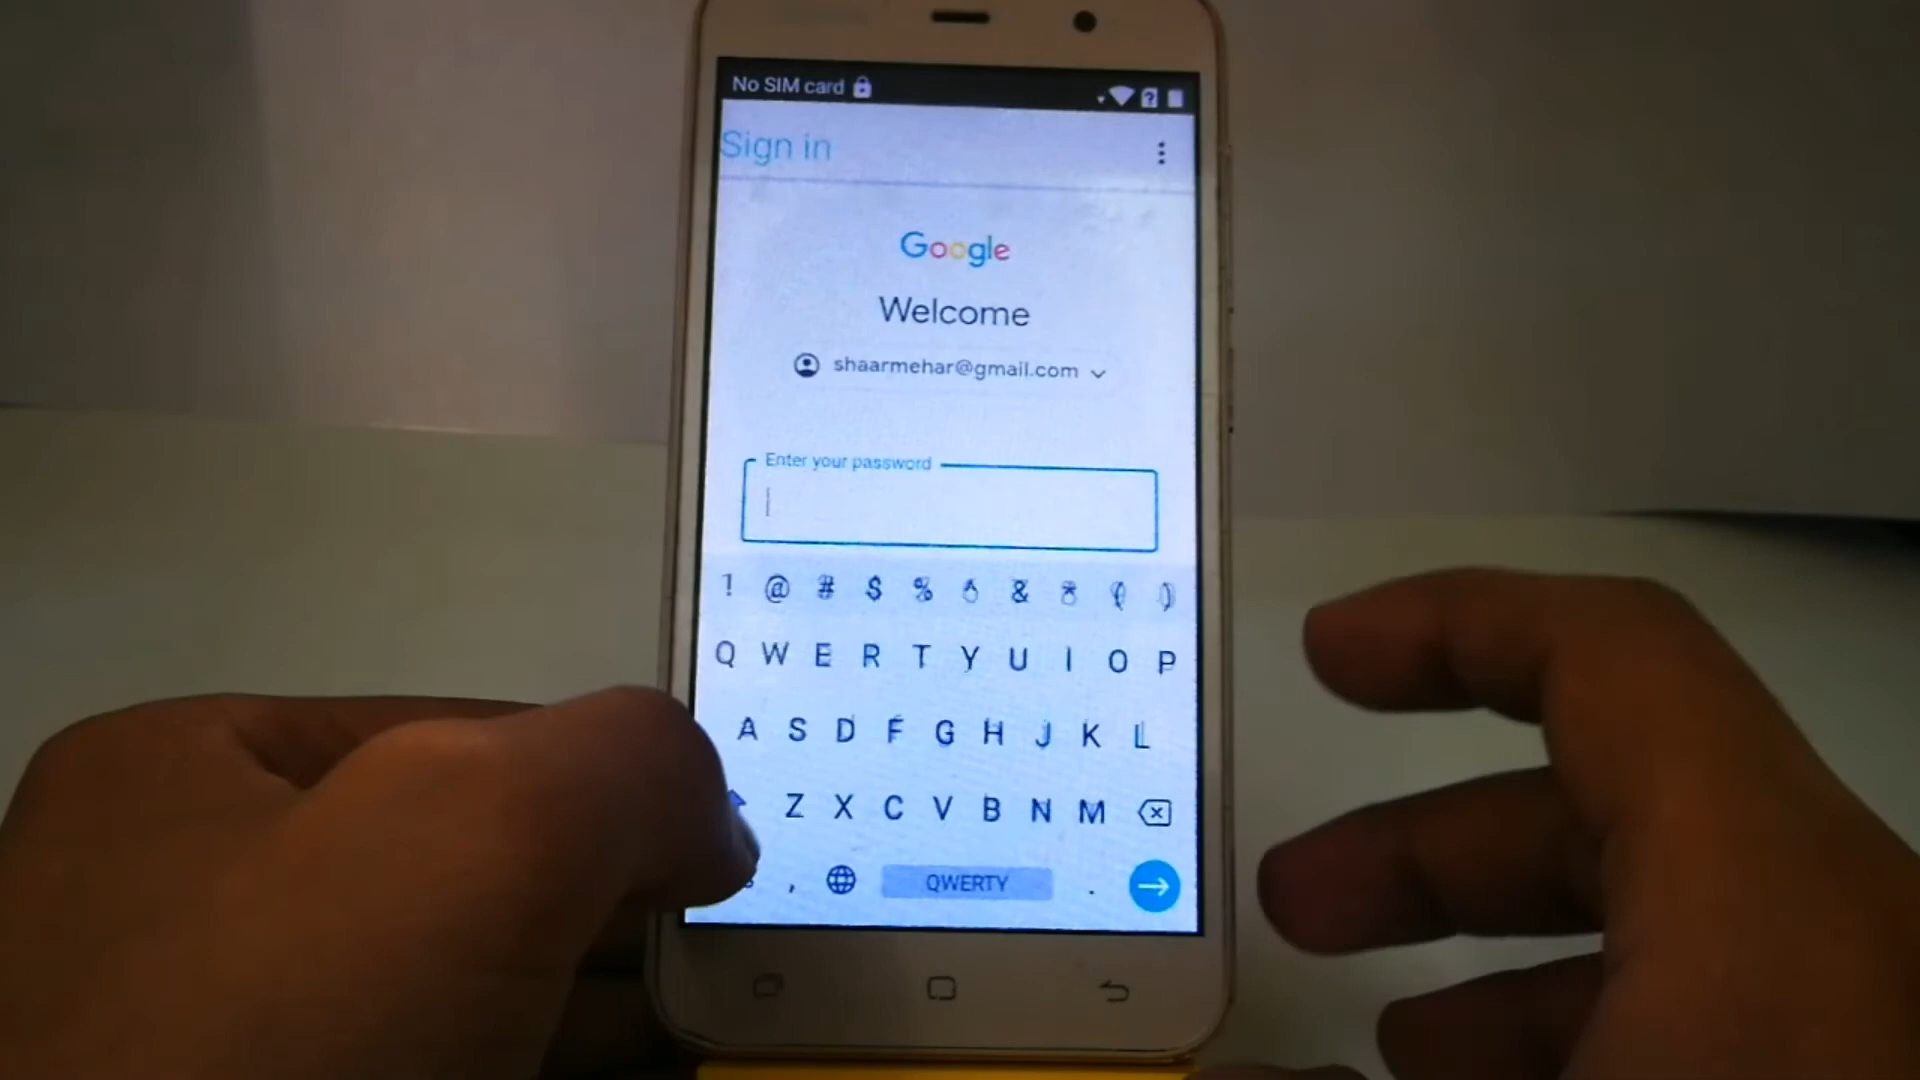 No SIM card
Sign in
Google
Welcome
shaarmehar@gmail.com
Enter your password
! @ # $ % ^ & * ( )
Q W E R T Y U I O P
A S D F G H J K L
Z X C V B N M
, QWERTY .